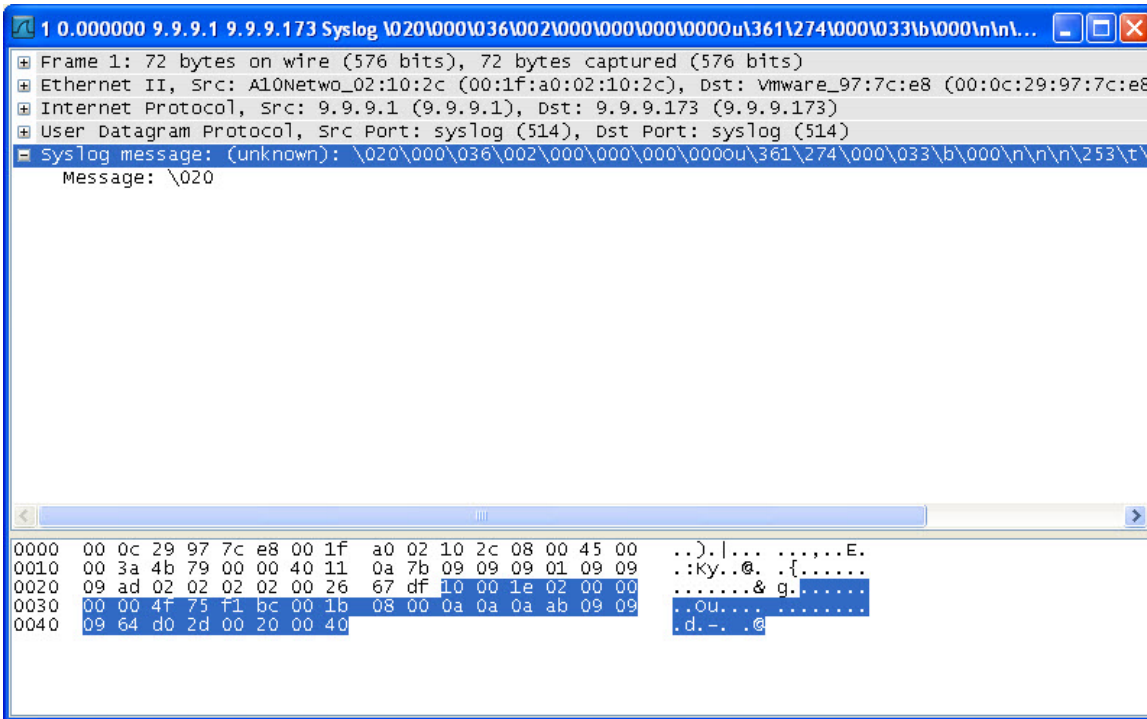 1 0.000000 9.9.9.1 9.9.9.173 Syslog \020\000\036\002\000\000\000\000Ou\361\274\000\033\b\000\n\n\...
Frame 1: 72 bytes on wire (576 bits), 72 bytes captured (576 bits)
Ethernet II, Src: A10Netwo_02:10:2c (00:1f:a0:02:10:2c), Dst: Vmware_97:7c:e8 (00:0c:29:97:7c:e8
Internet Protocol, Src: 9.9.9.1 (9.9.9.1), Dst: 9.9.9.173 (9.9.9.173)
User Datagram Protocol, Src Port: syslog (514), Dst Port: syslog (514)
Syslog message: (unknown): \020\000\036\002\000\000\000\000Ou\361\274\000\033\b\000\n\n\n\253\t\
Message: \020
0000 00 0c 29 97 7c e8 00 1f a0 02 10 2c 08 00 45 00 ..).|... ...,..E.
0010 00 3a 4b 79 00 00 40 11 0a 7b 09 09 09 01 09 09 .:Ky..@. .{......
0020 09 ad 02 02 02 02 00 26 67 df 10 00 1e 02 00 00 .......& g.......
0030 00 00 4f 75 f1 bc 00 1b 08 00 0a 0a 0a ab 09 09 ..Ou.... ........
0040 09 64 d0 2d 00 20 00 40 .d.-. .@